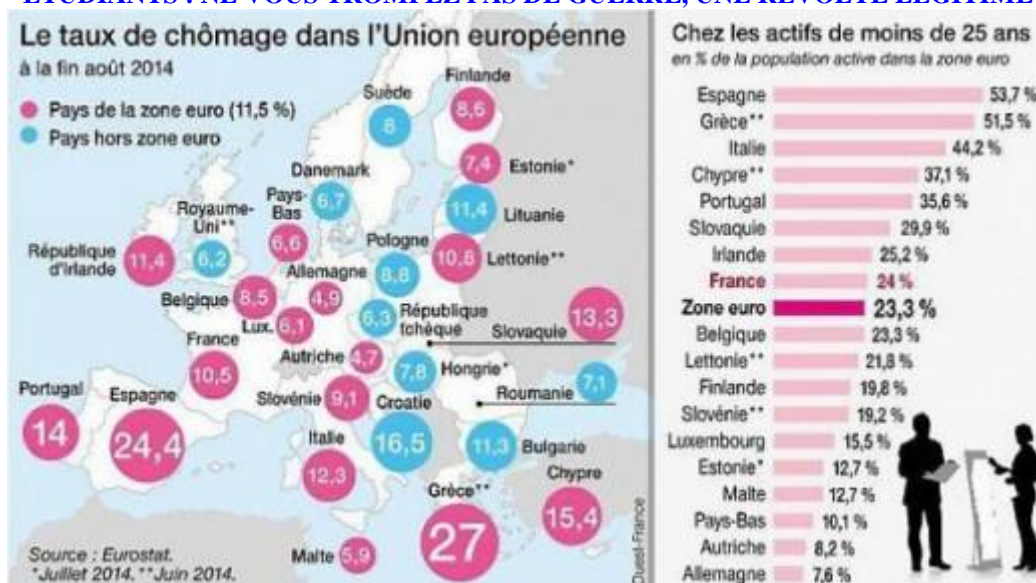 ÉTUDIANTS : NE VOUS TROMPEZ PAS DE GUERRE, UNE RÉVOLTE LÉGITIME
Le taux de chômage dans l'Union européenne
à la fin août 2014
Pays de la zone euro (11,5 %)
Pays hors zone euro
Finlande
8,6
Suède
8
Estonie*
7,4
Danemark
6,7
Lituanie
11,4
Pays-
Bas
6,6
Royaume-
Uni**
6,2
République
d'Irlande
11,4
Pologne
8,8
Lettonie**
10,8
Allemagne
4,9
Belgique
8,5
Lux.
6,1
République
tchèque
6,3
Slovaquie
13,3
France
10,5
Autriche
4,7
Hongrie*
7,8
Roumanie
7,1
Portugal
14
Espagne
24,4
Slovénie
9,1
Croatie
16,5
Italie
12,3
Bulgarie
11,3
Grèce**
27
Chypre
15,4
Malte
5,9
Source : Eurostat.
*Juillet 2014. **Juin 2014.
Ouest-France
Chez les actifs de moins de 25 ans
en % de la population active dans la zone euro
Espagne 53,7 %
Grèce** 51,5 %
Italie 44,2 %
Chypre** 37,1 %
Portugal 35,6 %
Slovaquie 29,9 %
Irlande 25,2 %
France 24 %
Zone euro 23,3 %
Belgique 23,3 %
Lettonie** 21,8 %
Finlande 19,8 %
Slovénie** 19,2 %
Luxembourg 15,5 %
Estonie* 12,7 %
Malte 12,7 %
Pays-Bas 10,1 %
Autriche 8,2 %
Allemagne 7,6 %